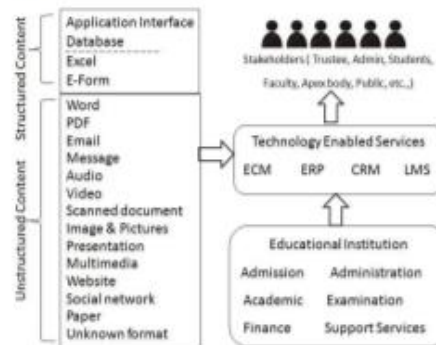 Structured Content
Application Interface
Database
Excel
E-Form
Unstructured Content
Word
PDF
Email
Message
Audio
Video
Scanned document
Image & Pictures
Presentation
Multimedia
Website
Social network
Paper
Unknown format
Stakeholders ( Trustee, Admin, Students,
Faculty, Apex body, Public, etc.,)
Technology Enabled Services
ECM ERP CRM LMS
Educational Institution
Admission Administration
Academic Examination
Finance Support Services